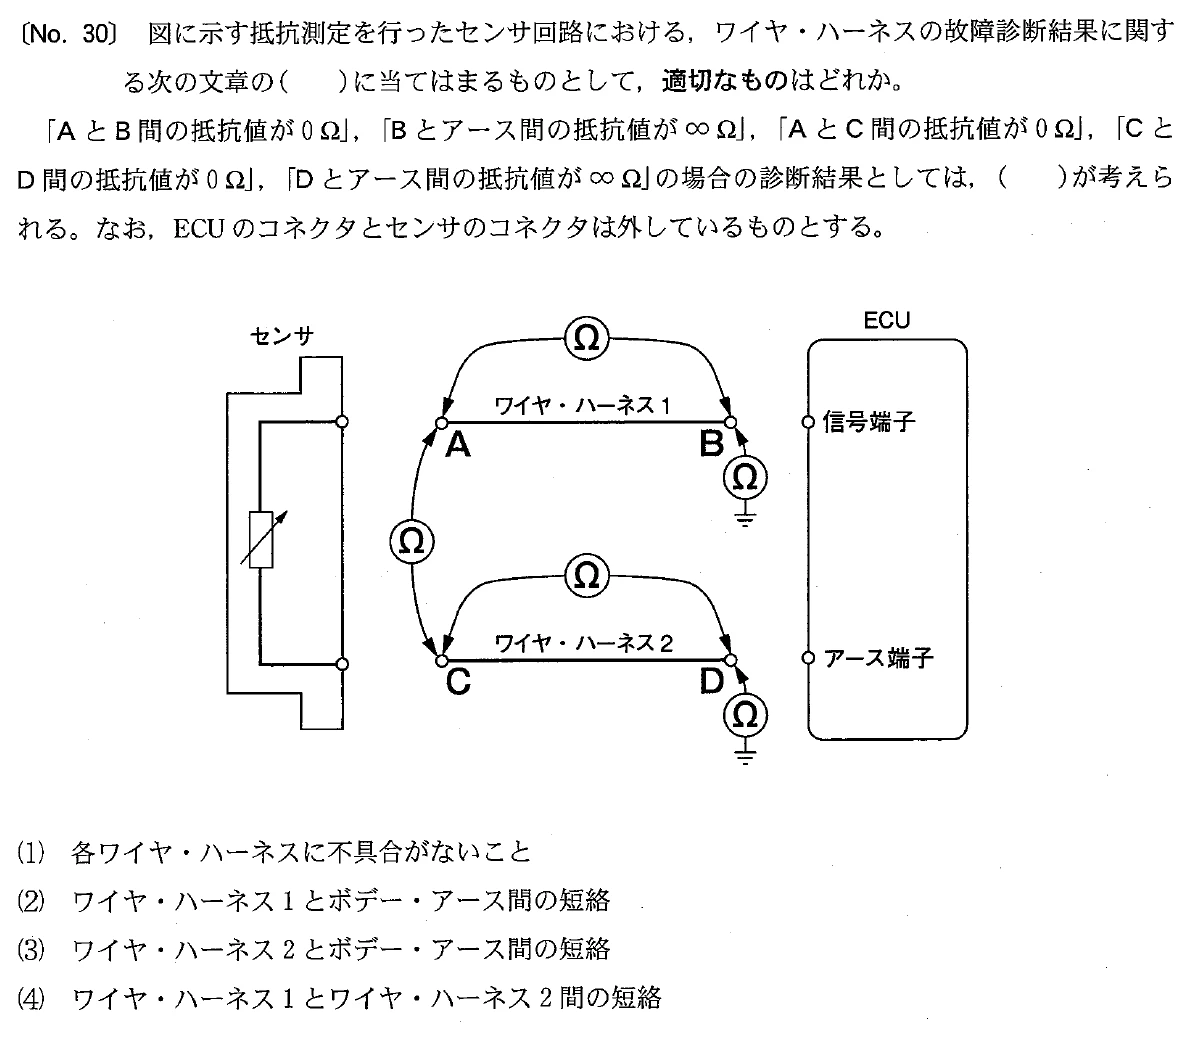 〔No. 30〕 図に示す抵抗測定を行ったセンサ回路における，ワイヤ・ハーネスの故障診断結果に関す
る次の文章の(　　)に当てはまるものとして，適切なものはどれか。
「AとB間の抵抗値が0Ω」，「Bとアース間の抵抗値が∞Ω」，「AとC間の抵抗値が0Ω」，「Cと
D間の抵抗値が0Ω」，「Dとアース間の抵抗値が∞Ω」の場合の診断結果としては，(　　)が考えら
れる。なお，ECUのコネクタとセンサのコネクタは外しているものとする。
センサ
ECU
Ω
ワイヤ・ハーネス1
A
B
信号端子
Ω
Ω
Ω
ワイヤ・ハーネス2
C
D
アース端子
Ω
(1) 各ワイヤ・ハーネスに不具合がないこと
(2) ワイヤ・ハーネス1とボデー・アース間の短絡
(3) ワイヤ・ハーネス2とボデー・アース間の短絡
(4) ワイヤ・ハーネス1とワイヤ・ハーネス2間の短絡